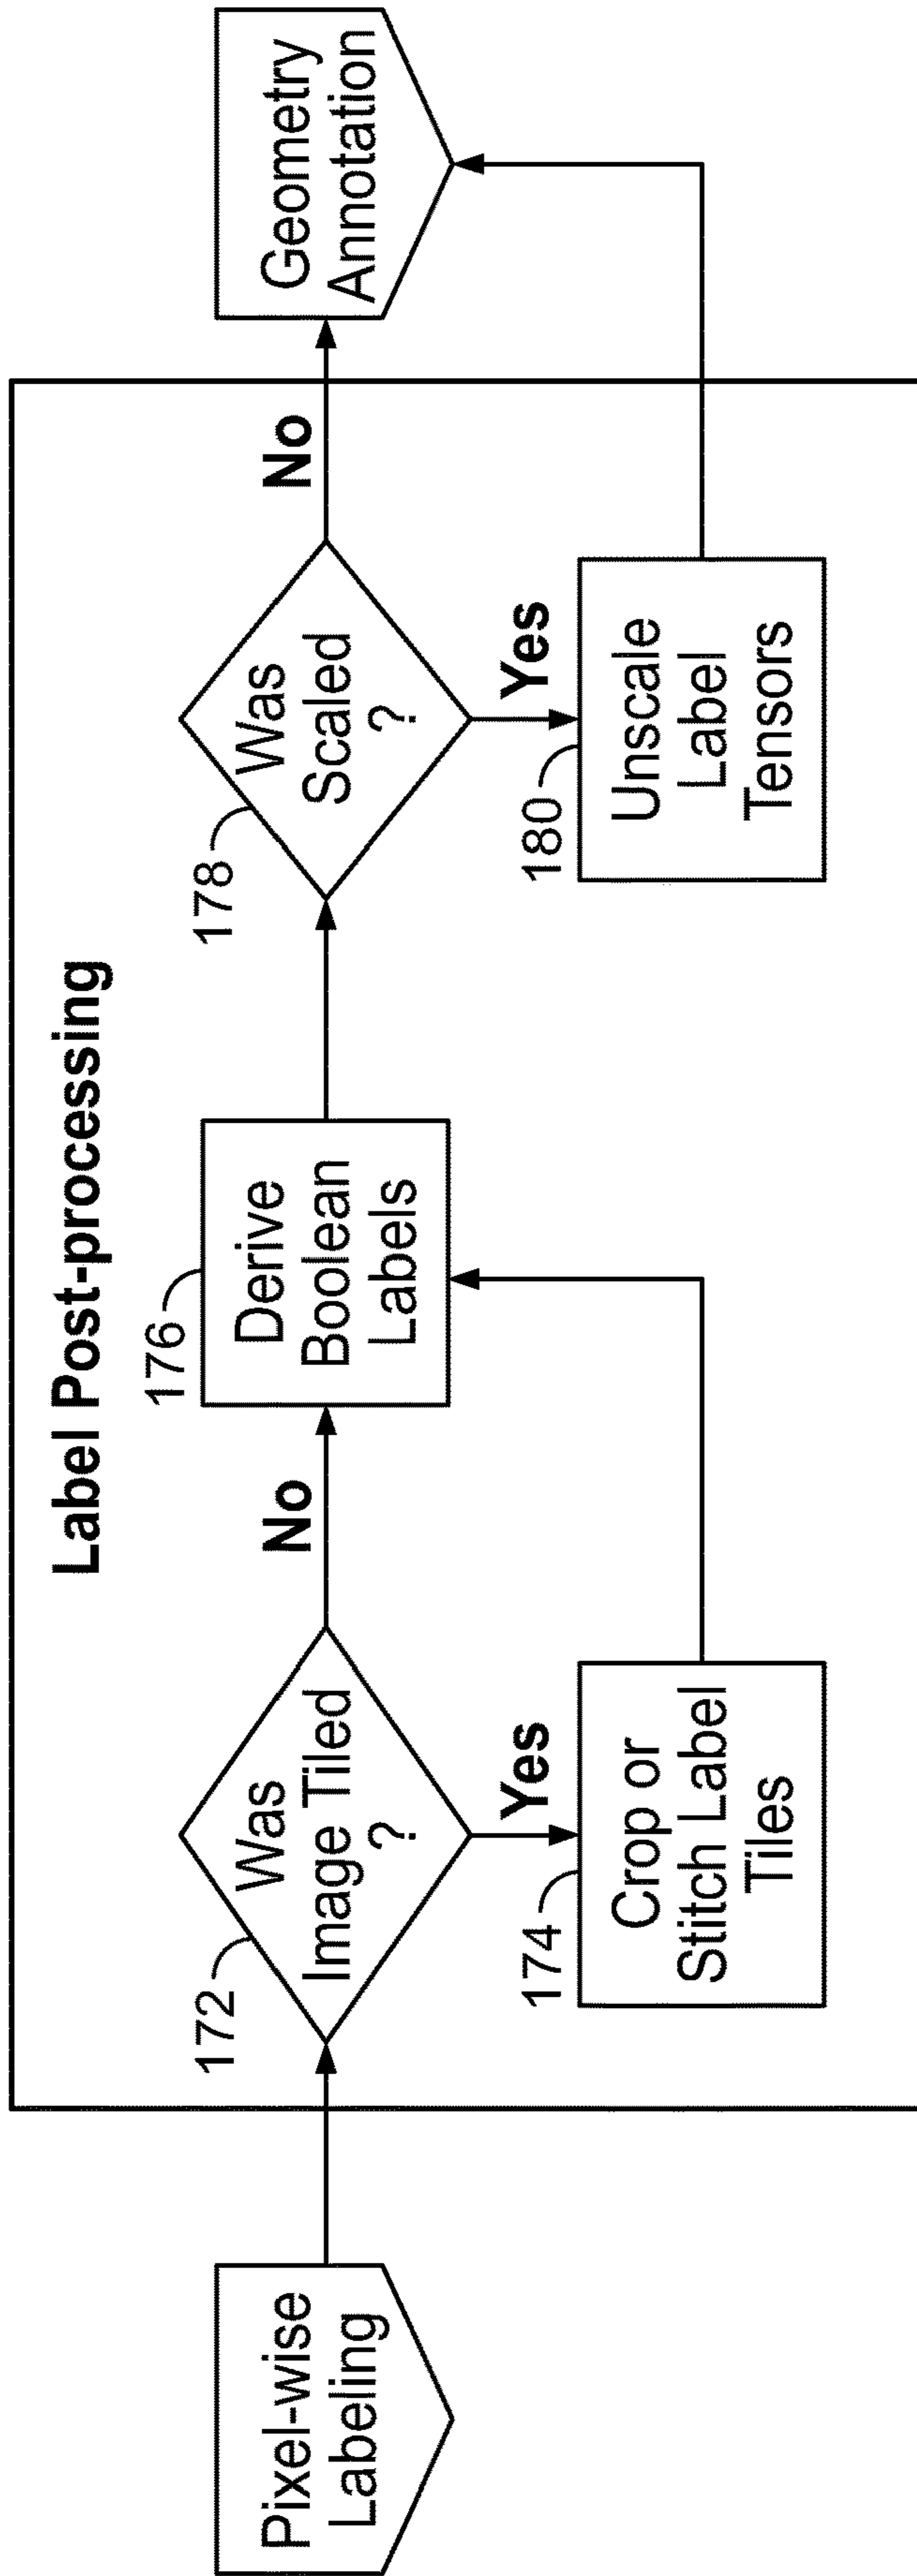 Label Post-processing
Pixel-wise
Labeling
172
Was
Image Tiled
?
No
Yes
174
Crop or
Stitch Label
Tiles
176
Derive
Boolean
Labels
178
Was
Scaled
?
No
Yes
180
Unscale
Label
Tensors
Geometry
Annotation